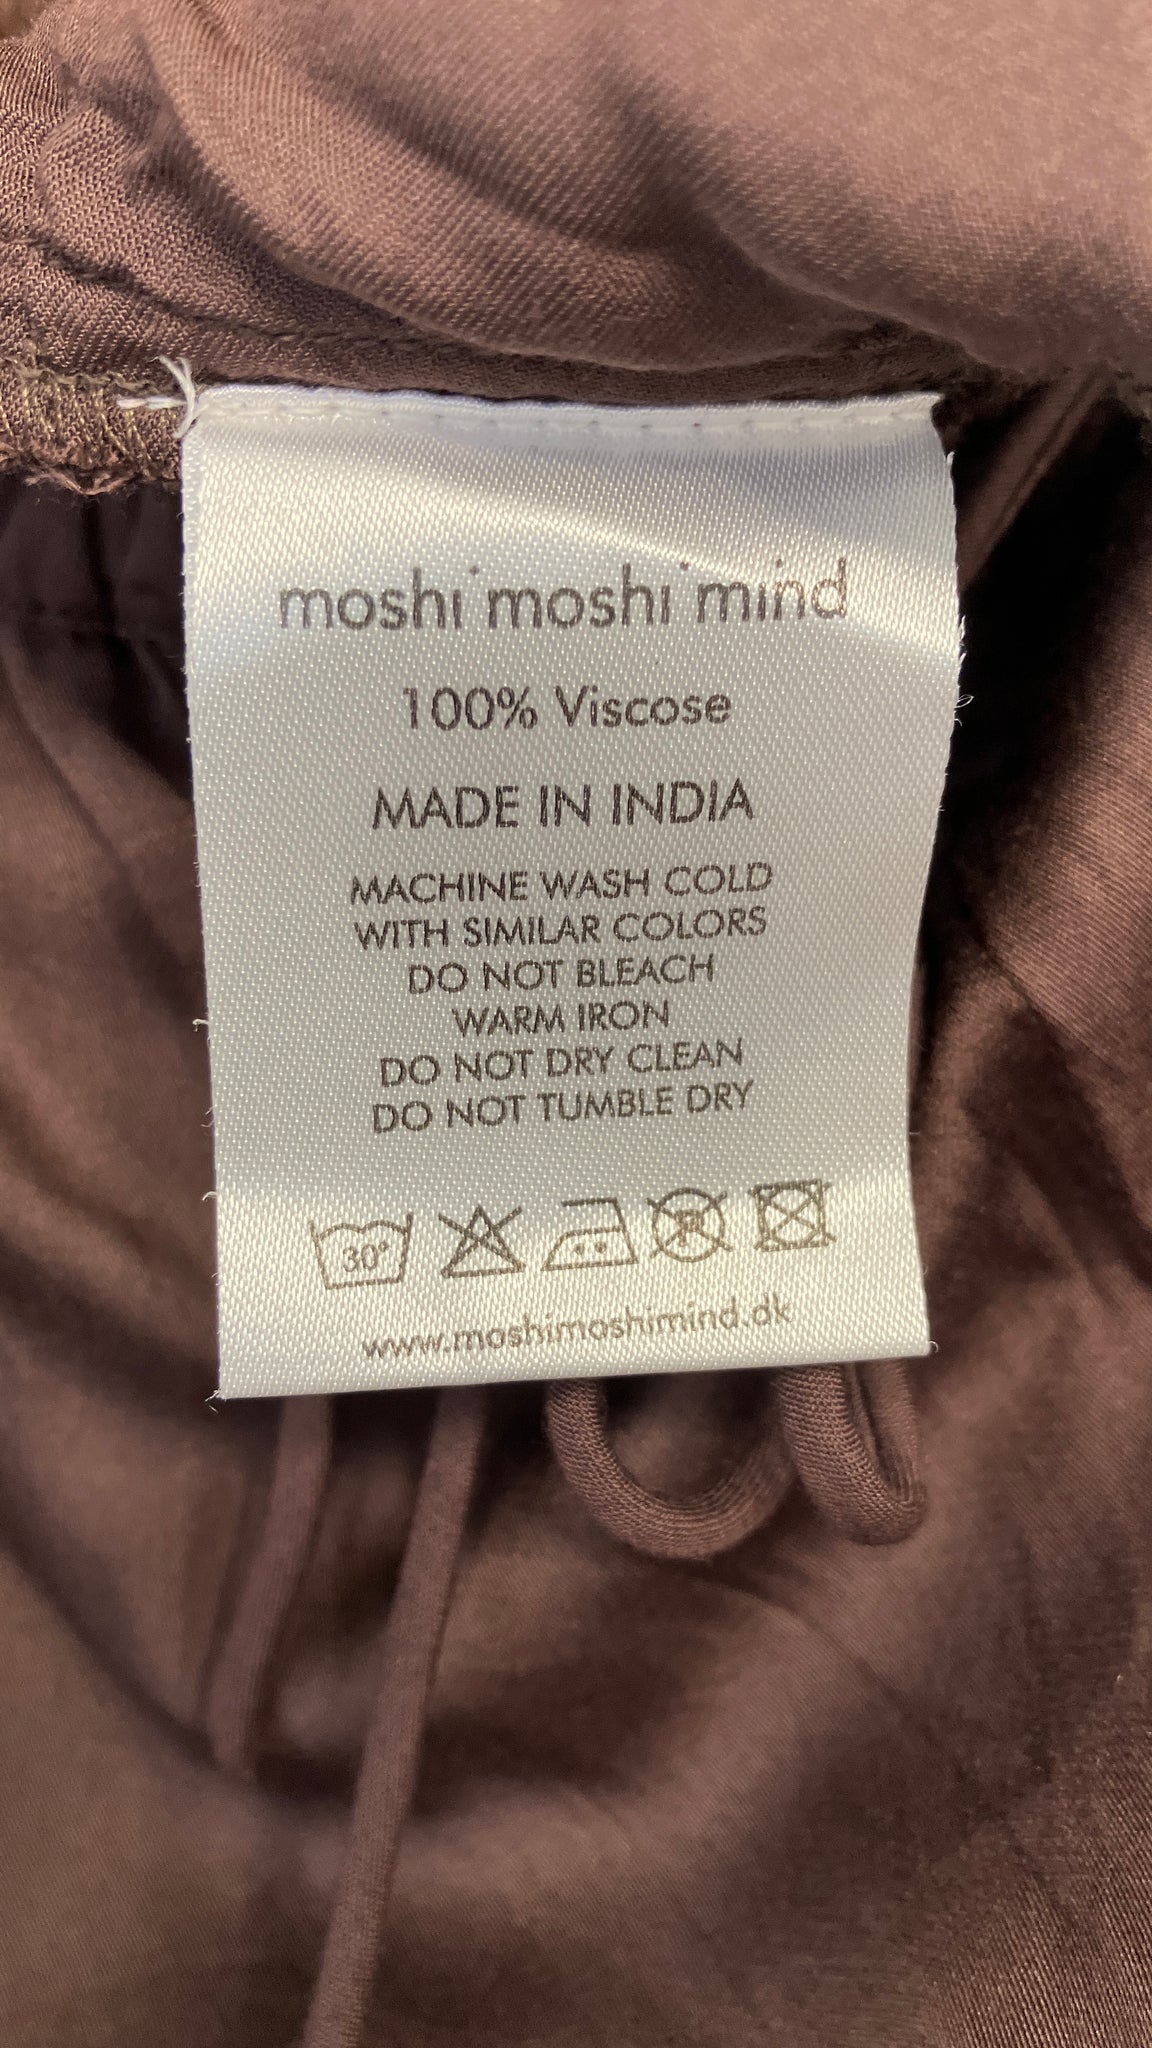 moshi moshi mind
100% Viscose
MADE IN INDIA
MACHINE WASH COLD
WITH SIMILAR COLORS
DO NOT BLEACH
WARM IRON
DO NOT DRY CLEAN
DO NOT TUMBLE DRY
30°
www.moshimoshimind.dk